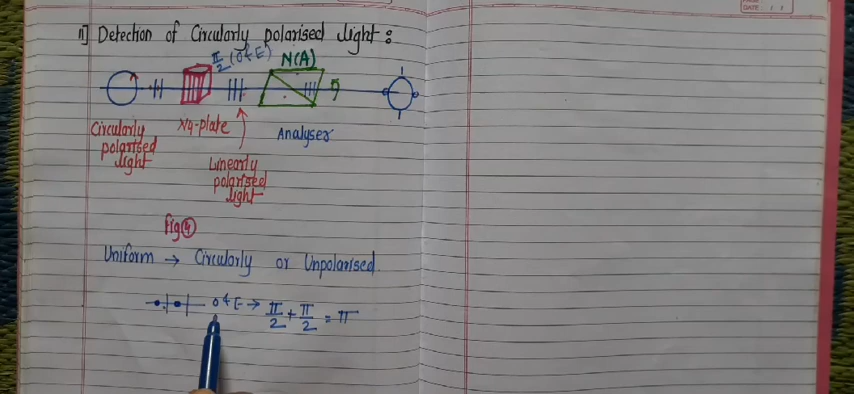 II] Detection of Circularly polarised light :
π/2 (O & E)
N(A)
Circularly
polarised
light
λ/4-plate
Analyser
Linearly
polarised
light
Fig ④
Uniform → Circularly or Unpolarised.
O & E → π/2 + π/2 = π
DATE : / /